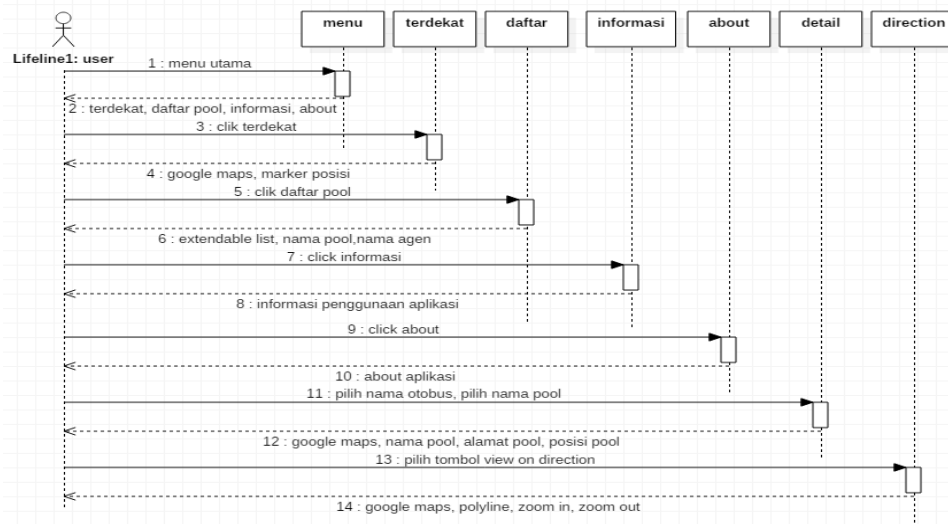 menu terdekat daftar informasi about detail direction
Lifeline1: user
1 : menu utama
2 : terdekat, daftar pool, informasi, about
3 : clik terdekat
4 : google maps, marker posisi
5 : clik daftar pool
6 : extendable list, nama pool,nama agen
7 : click informasi
8 : informasi penggunaan aplikasi
9 : click about
10 : about aplikasi
11 : pilih nama otobus, pilih nama pool
12 : google maps, nama pool, alamat pool, posisi pool
13 : pilih tombol view on direction
14 : google maps, polyline, zoom in, zoom out